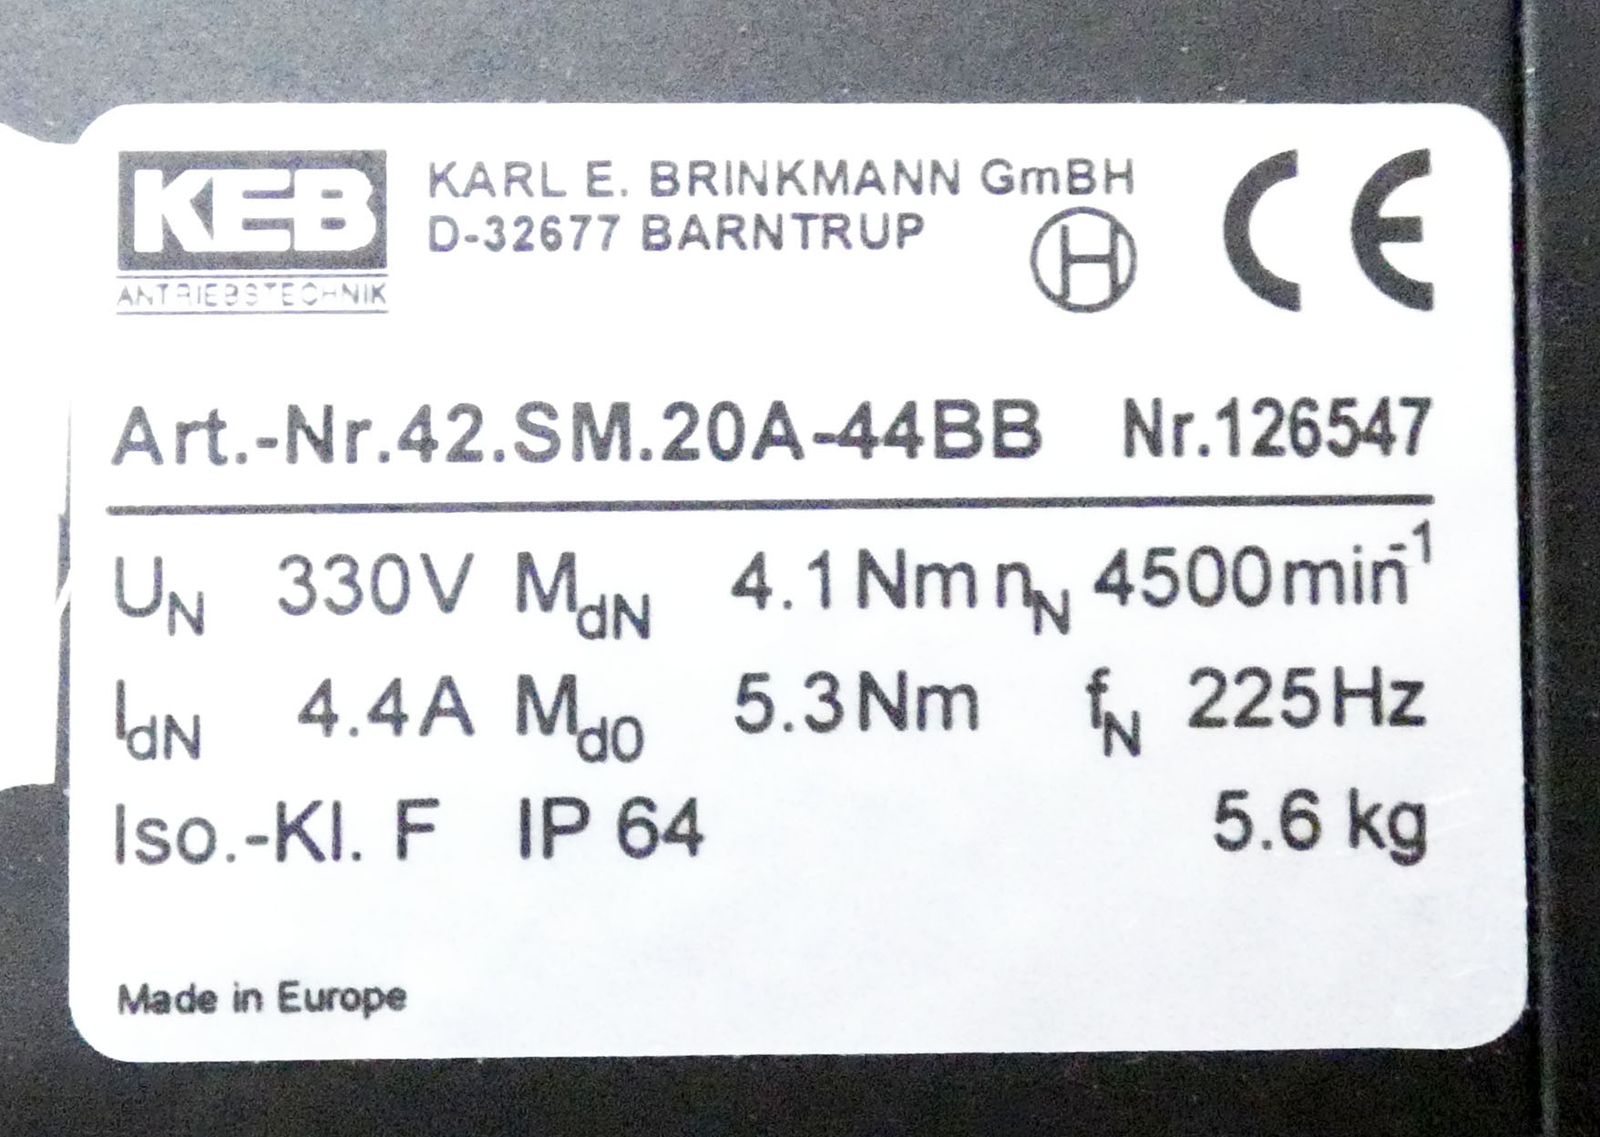 KEB
ANTRIEBSTECHNIK
KARL E. BRINKMANN GmBH
D-32677 BARNTRUP
H
CE
Art.-Nr.42.SM.20A-44BB Nr.126547
UN 330V MdN 4.1Nm nN 4500min-1
IdN 4.4A Md0 5.3Nm fN 225Hz
Iso.-Kl. F IP 64 5.6 kg
Made in Europe